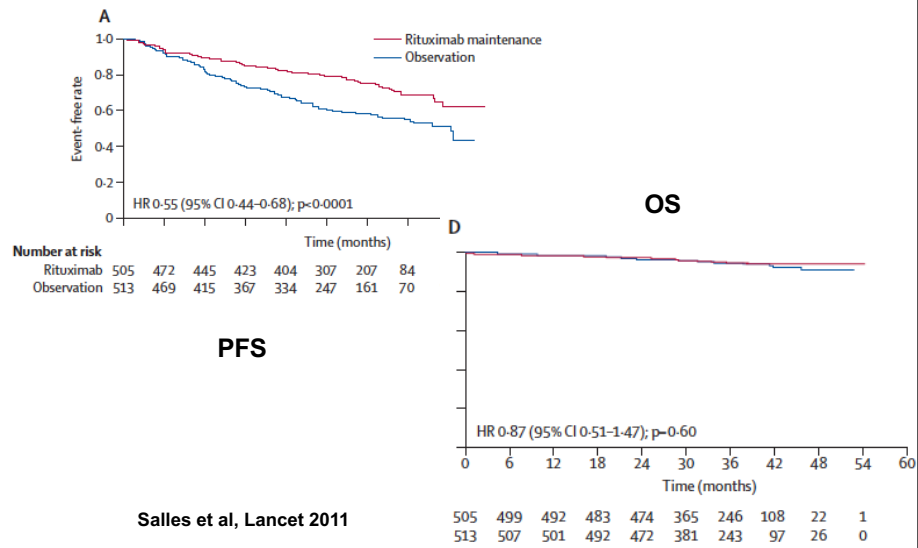 A
1·0
0·8
0·6
0·4
0·2
0
Event-free rate
Rituximab maintenance
Observation
HR 0·55 (95% CI 0·44–0·68); p<0·0001
Time (months)
Number at risk
Rituximab 505 472 445 423 404 307 207 84
Observation 513 469 415 367 334 247 161 70
PFS
OS
D
HR 0·87 (95% CI 0·51–1·47); p=0·60
0 6 12 18 24 30 36 42 48 54 60
Time (months)
505 499 492 483 474 365 246 108 22 1
513 507 501 492 472 381 243 97 26 0
Salles et al, Lancet 2011